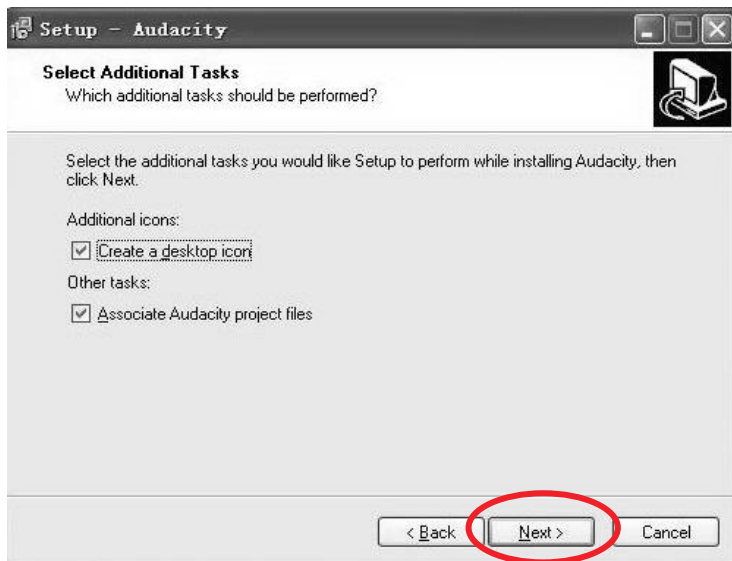 Setup - Audacity
Select Additional Tasks
Which additional tasks should be performed?
Select the additional tasks you would like Setup to perform while installing Audacity, then
click Next.
Additional icons:
Create a desktop icon
Other tasks:
Associate Audacity project files
< Back Next > Cancel